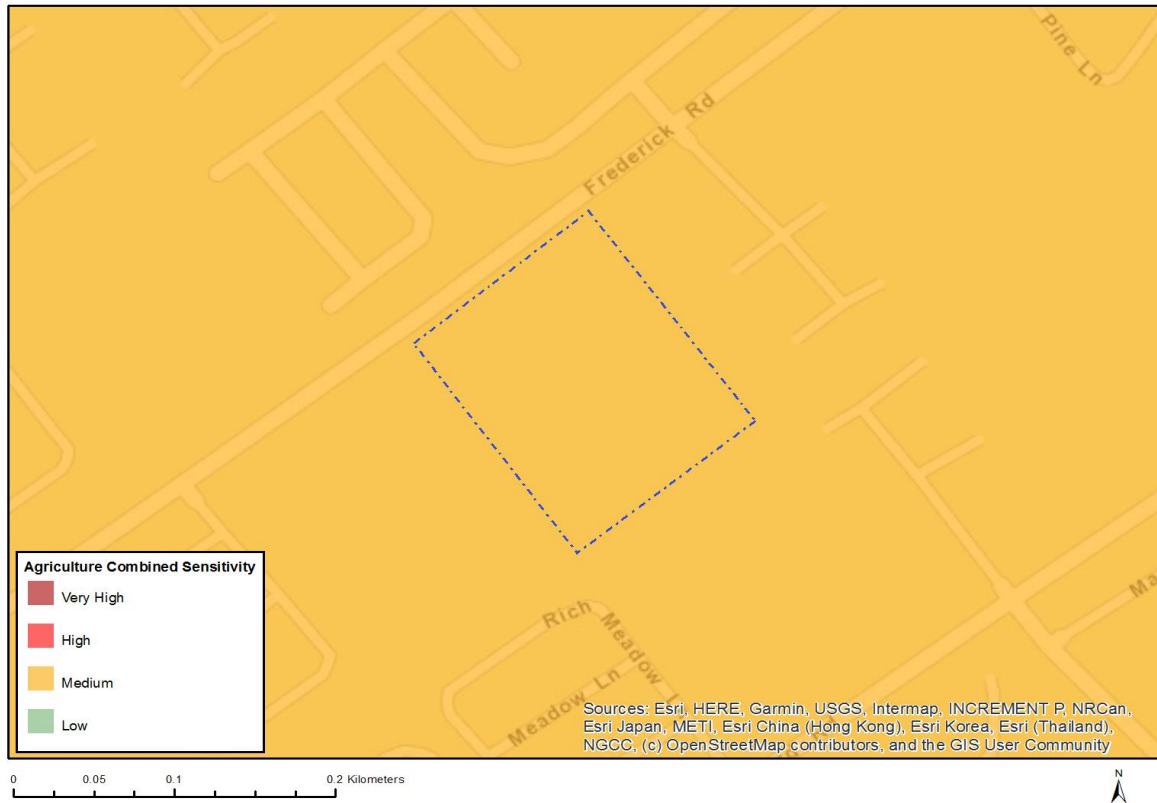 Pine Ln
Frederick Rd
Agriculture Combined Sensitivity
Very High
High
Medium
Low
Rich Meadow
Meadow Ln
Sources: Esri, HERE, Garmin, USGS, Intermap, INCREMENT P, NRCan,
Esri Japan, METI, Esri China (Hong Kong), Esri Korea, Esri (Thailand),
NGCC, (c) OpenStreetMap contributors, and the GIS User Community
0 0.05 0.1 0.2 Kilometers
N